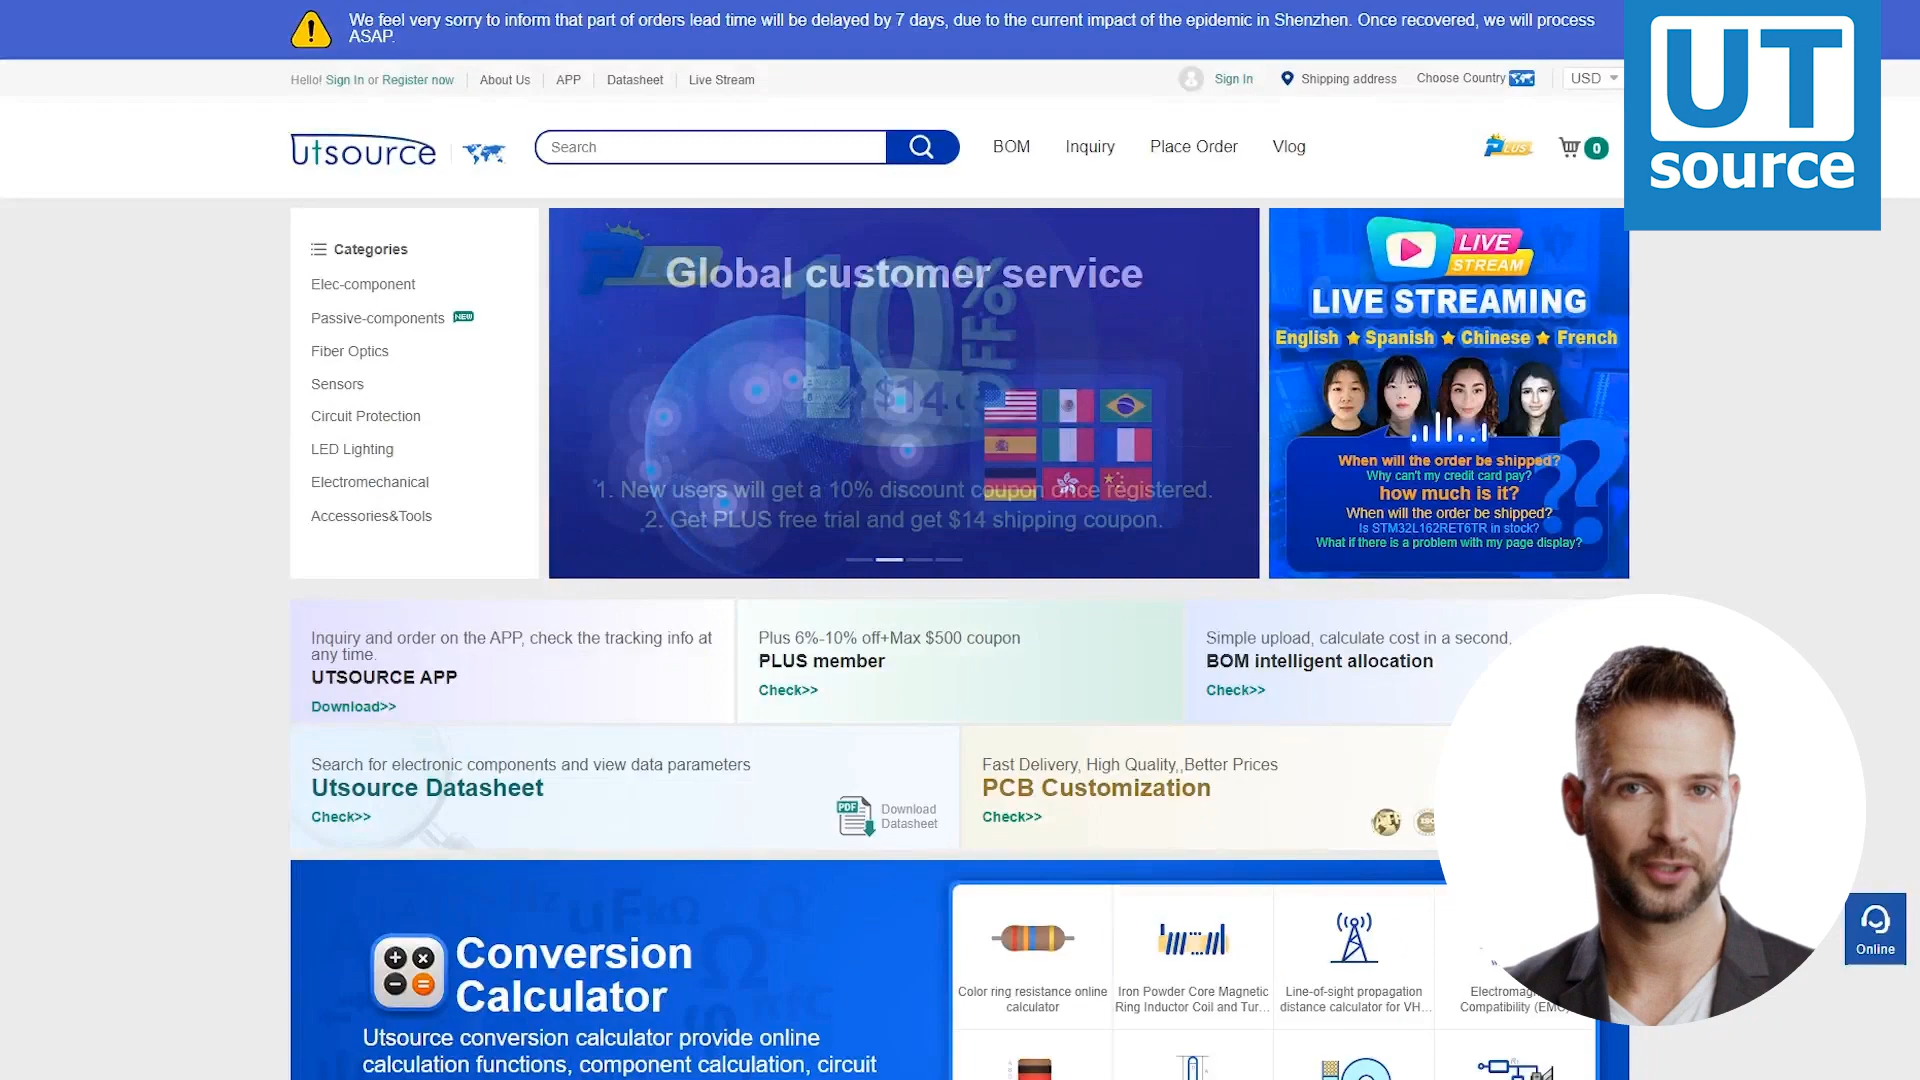 We feel very sorry to inform that part of orders lead time will be delayed by 7 days, due to the current impact of the epidemic in Shenzhen. Once recovered, we will process
ASAP.
Hello! Sign In or Register now
About Us
APP
Datasheet
Live Stream
Sign In
Shipping address
Choose Country
USD
UT
source
utsource
Search
BOM
Inquiry
Place Order
Vlog
PLUS
0
Categories
Elec-component
Passive-components NEW
Fiber Optics
Sensors
Circuit Protection
LED Lighting
Electromechanical
Accessories&Tools
Global customer service
10% OFF
$14
1. New users will get a 10% discount coupon once registered.
2. Get PLUS free trial and get $14 shipping coupon.
LIVE
STREAM
LIVE STREAMING
English ★ Spanish ★ Chinese ★ French
When will the order be shipped?
Why can't my credit card pay?
how much is it?
When will the order be shipped?
Is STM32L162RET6TR in stock?
What if there is a problem with my page display?
??
Inquiry and order on the APP, check the tracking info at
any time.
UTSOURCE APP
Download>>
Plus 6%-10% off+Max $500 coupon
PLUS member
Check>>
Simple upload, calculate cost in a second.
BOM intelligent allocation
Check>>
Search for electronic components and view data parameters
Utsource Datasheet
Check>>
PDF
Download
Datasheet
Fast Delivery, High Quality,,Better Prices
PCB Customization
Check>>
Online
Conversion
Calculator
Utsource conversion calculator provide online
calculation functions, component calculation, circuit
Color ring resistance online
calculator
Iron Powder Core Magnetic
Ring Inductor Coil and Tur...
Line-of-sight propagation
distance calculator for VH...
Compatibility